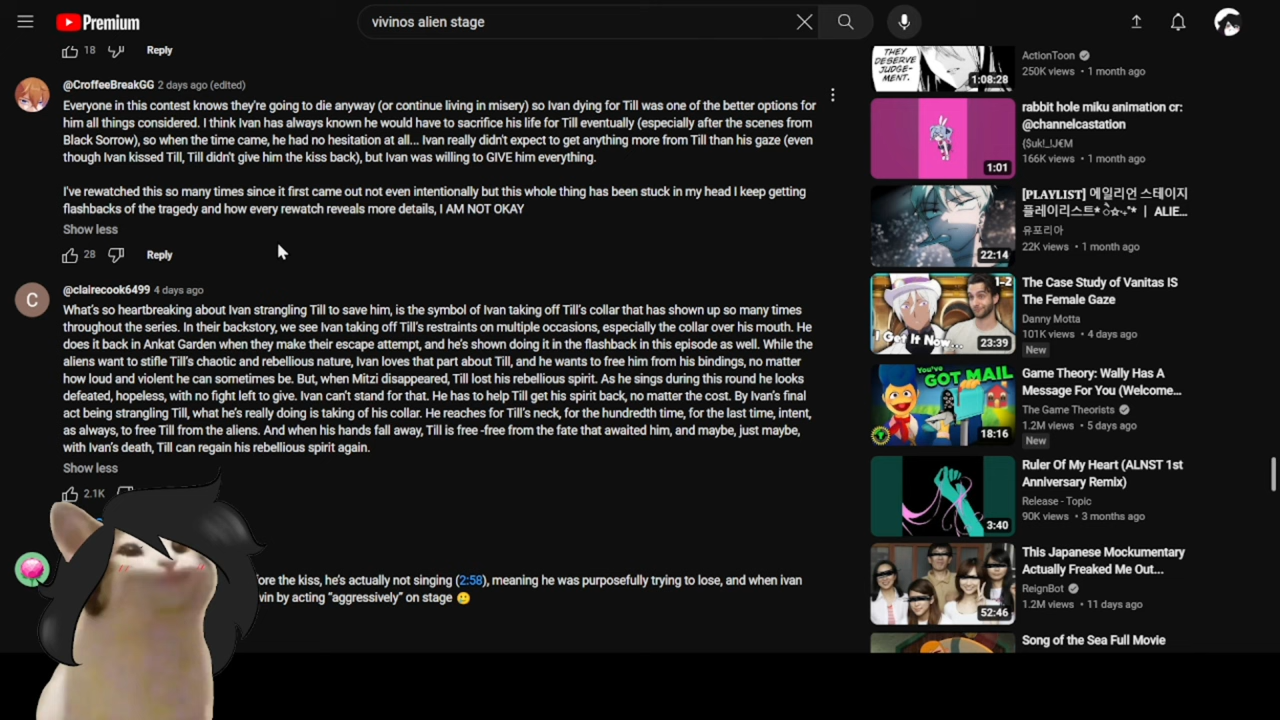 Premium
vivinos alien stage
18
Reply
@CroffeeBreakGG 2 days ago (edited)
Everyone in this contest knows they're going to die anyway (or continue living in misery) so Ivan dying for Till was one of the better options for
him all things considered. I think Ivan has always known he would have to sacrifice his life for Till eventually (especially after the scenes from
Black Sorrow), so when the time came, he had no hesitation at all... Ivan really didn't expect to get anything more from Till than his gaze (even
though Ivan kissed Till, Till didn't give him the kiss back), but Ivan was willing to GIVE him everything.
I've rewatched this so many times since it first came out not even intentionally but this whole thing has been stuck in my head I keep getting
flashbacks of the tragedy and how every rewatch reveals more details, I AM NOT OKAY
Show less
28
Reply
C
@clairecook6499 4 days ago
What's so heartbreaking about Ivan strangling Till to save him, is the symbol of Ivan taking off Till's collar that has shown up so many times
throughout the series. In their backstory, we see Ivan taking off Till's restraints on multiple occasions, especially the collar over his mouth. He
does it back in Ankat Garden when they make their escape attempt, and he's shown doing it in the flashback in this episode as well. While the
aliens want to stifle Till's chaotic and rebellious nature, Ivan loves that part about Till, and he wants to free him from his bindings, no matter
how loud and violent he can sometimes be. But, when Mitzi disappeared, Till lost his rebellious spirit. As he sings during this round he looks
defeated, hopeless, with no fight left to give. Ivan can't stand for that. He has to help Till get his spirit back, no matter the cost. By Ivan's final
act being strangling Till, what he's really doing is taking of his collar. He reaches for Till's neck, for the hundredth time, for the last time, intent,
as always, to free Till from the aliens. And when his hands fall away, Till is free -free from the fate that awaited him, and maybe, just maybe,
with Ivan's death, Till can regain his rebellious spirit again.
Show less
2.1K
fore the kiss, he's actually not singing (2:58), meaning he was purposefully trying to lose, and when ivan
win by acting "aggressively" on stage
THEY
DESERVE
JUDGE-
MENT.
1:08:28
ActionToon
250K views • 1 month ago
1:01
rabbit hole miku animation cr:
@channelcastation
{$uk!_!J€M
166K views • 1 month ago
22:14
[PLAYLIST] 에일리언 스테이지
플레이리스트* ੈ✩‧₊˚* | ALIE...
유포리아
22K views • 1 month ago
1-2
I Get It Now...
23:39
The Case Study of Vanitas IS
The Female Gaze
Danny Motta
101K views • 4 days ago
New
You've
GOT MAIL
18:16
Game Theory: Wally Has A
Message For You (Welcome...
The Game Theorists
1.2M views • 5 days ago
New
3:40
Ruler Of My Heart (ALNST 1st
Anniversary Remix)
Release - Topic
90K views • 3 months ago
52:46
This Japanese Mockumentary
Actually Freaked Me Out...
ReignBot
1.2M views • 11 days ago
Song of the Sea Full Movie